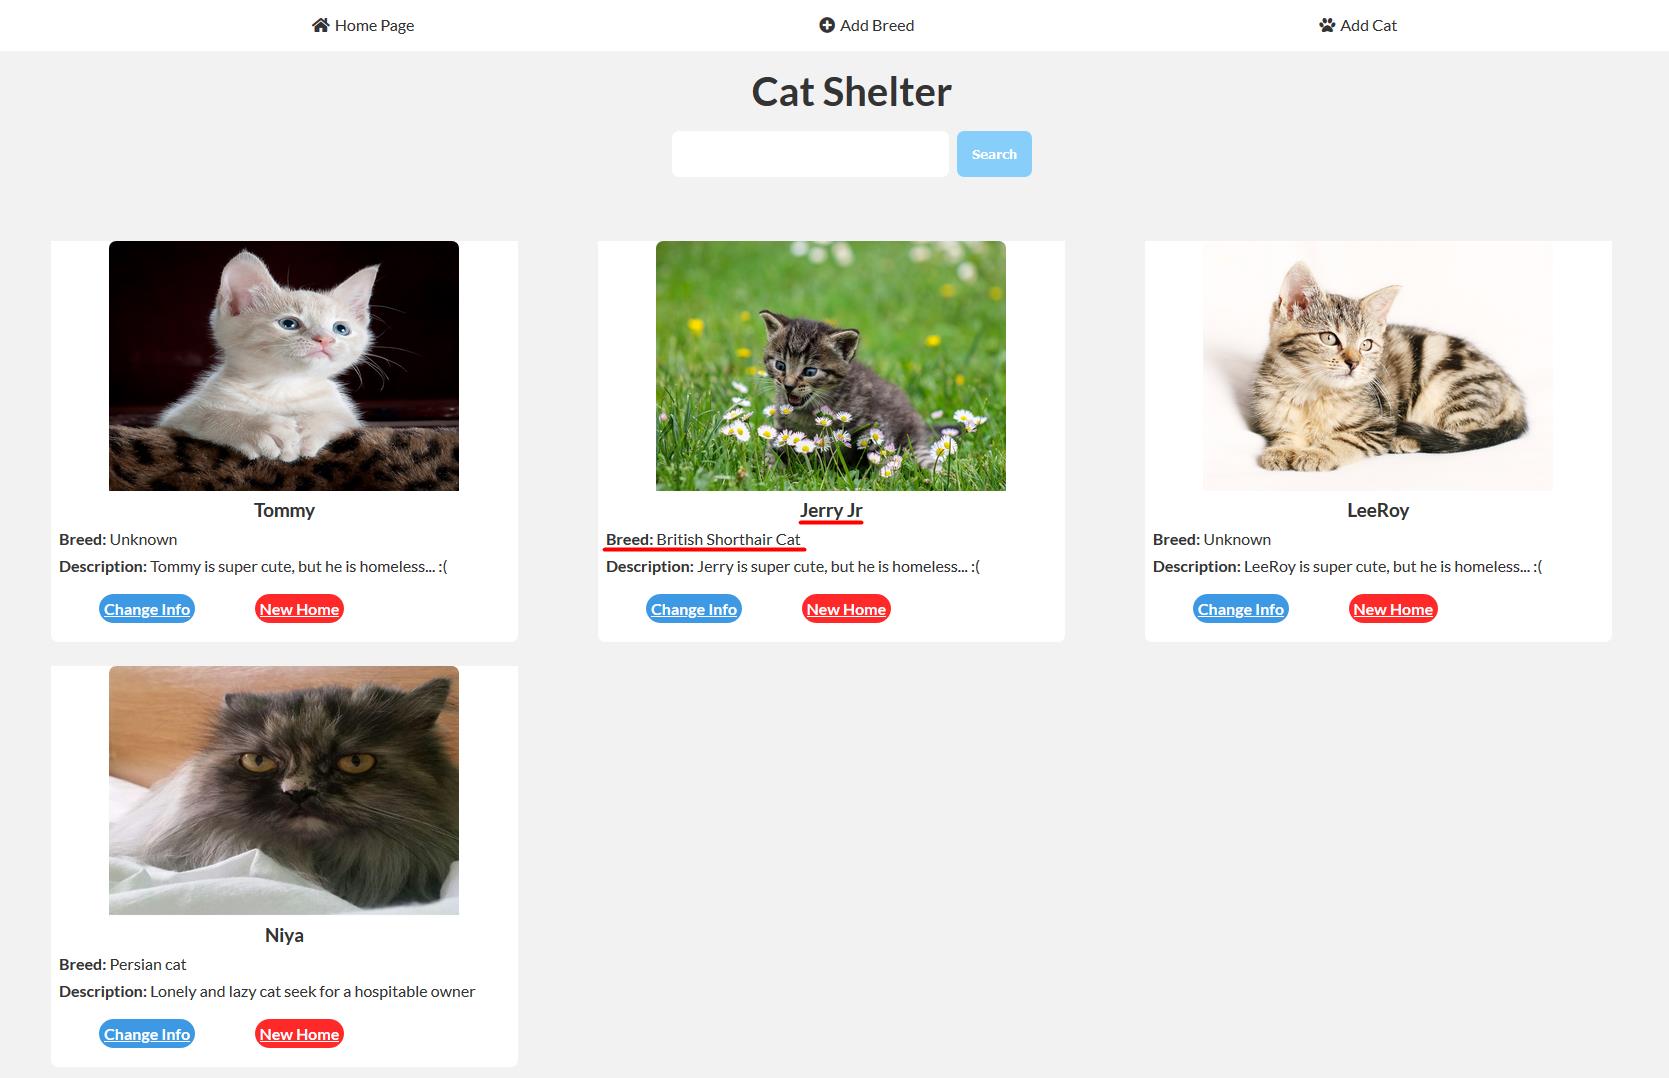 Home Page
Add Breed
Add Cat
Cat Shelter
Search
Tommy
Breed: Unknown
Description: Tommy is super cute, but he is homeless... :(
Change Info
New Home
Jerry Jr
Breed: British Shorthair Cat
Description: Jerry is super cute, but he is homeless... :(
Change Info
New Home
LeeRoy
Breed: Unknown
Description: LeeRoy is super cute, but he is homeless... :(
Change Info
New Home
Niya
Breed: Persian cat
Description: Lonely and lazy cat seek for a hospitable owner
Change Info
New Home